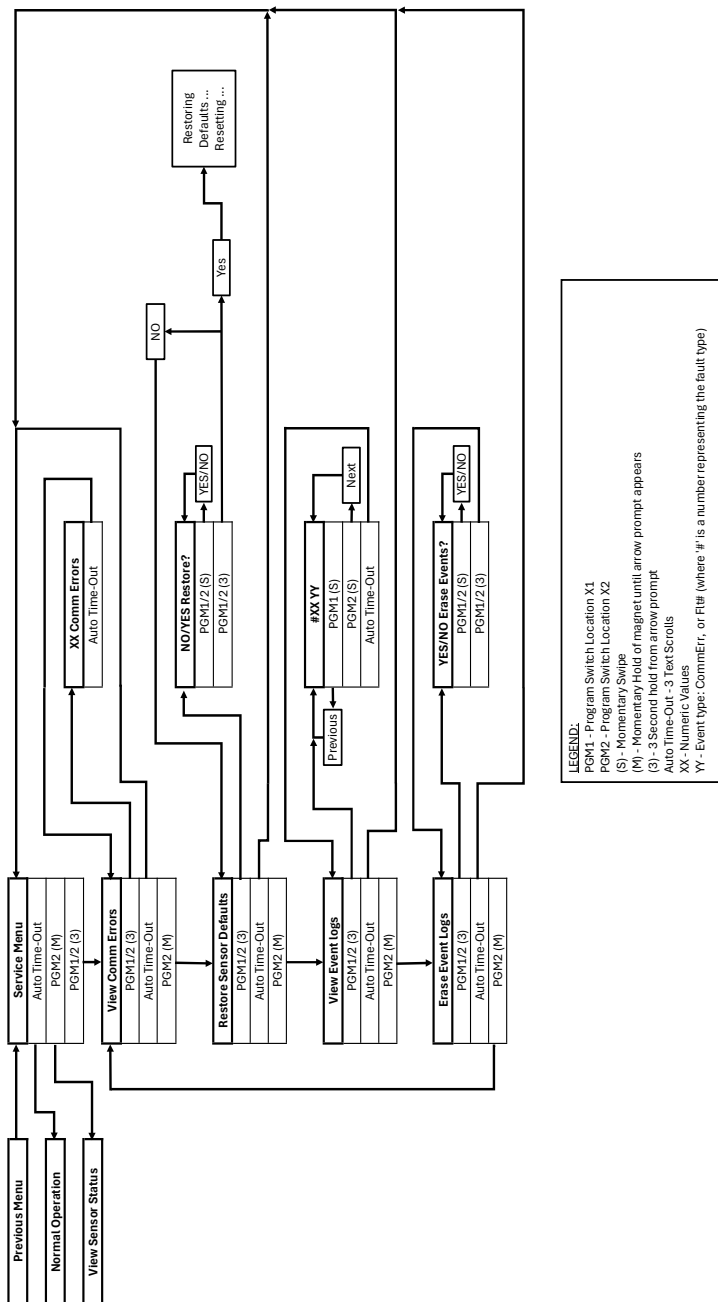 Previous Menu
Normal Operation
View Sensor Status
Service Menu
Auto Time-Out
PGM2 (M)
PGM1/2 (3)
View Comm Errors
PGM1/2 (3)
Auto Time-Out
PGM2 (M)
XX Comm Errors
Auto Time-Out
Restore Sensor Defaults
PGM1/2 (3)
Auto Time-Out
PGM2 (M)
NO/YES Restore?
PGM1/2 (S)
PGM1/2 (3)
YES/NO
NO
Yes
Restoring
Defaults ...
Resetting ...
View Event logs
PGM1/2 (3)
Auto Time-Out
PGM2 (M)
Previous
#XX YY
PGM1 (S)
PGM2 (S)
Auto Time-Out
Next
Erase Event Logs
PGM1/2 (3)
Auto Time-Out
PGM2 (M)
YES/NO Erase Events?
PGM1/2 (S)
PGM1/2 (3)
YES/NO
LEGEND:
PGM1 - Program Switch Location X1
PGM2 - Program Switch Location X2
(S) - Momentary Swipe
(M) - Momentary Hold of magnet until arrow prompt appears
(3) - 3 Second hold from arrow prompt
Auto Time-Out - 3 Text Scrolls
XX - Numeric Values
YY - Event type: CommErr, or Flt# (where '#' is a number representing the fault type)